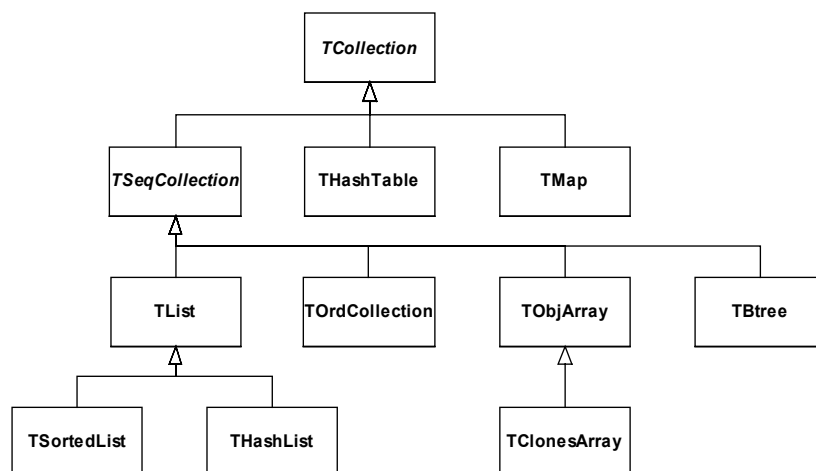 TCollection
TSeqCollection
THashTable
TMap
TList
TOrdCollection
TObjArray
TBtree
TSortedList
THashList
TClonesArray